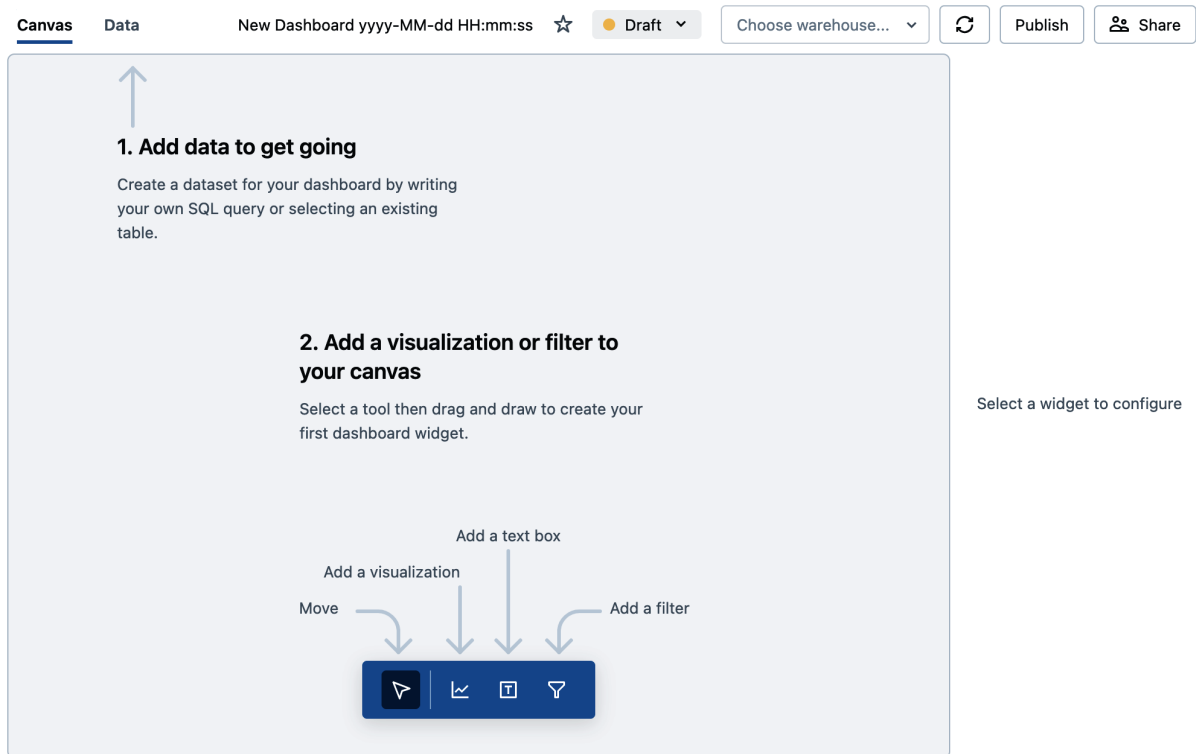 Canvas
Data
New Dashboard yyyy-MM-dd HH:mm:ss
Draft
Choose warehouse...
Publish
Share
1. Add data to get going
Create a dataset for your dashboard by writing
your own SQL query or selecting an existing
table.
2. Add a visualization or filter to
your canvas
Select a tool then drag and draw to create your
first dashboard widget.
Select a widget to configure
Add a text box
Add a visualization
Move
Add a filter
T